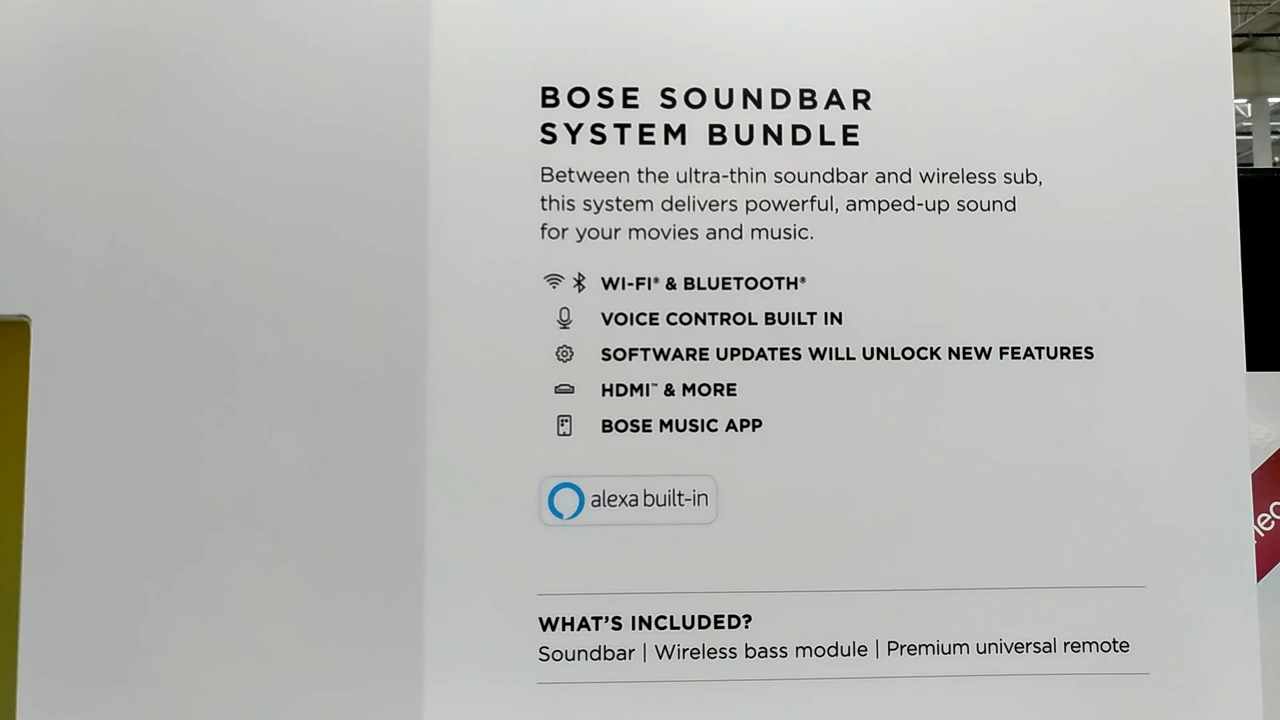 BOSE SOUNDBAR
SYSTEM BUNDLE
Between the ultra-thin soundbar and wireless sub,
this system delivers powerful, amped-up sound
for your movies and music.
WI-FI® & BLUETOOTH®
VOICE CONTROL BUILT IN
SOFTWARE UPDATES WILL UNLOCK NEW FEATURES
HDMI™ & MORE
BOSE MUSIC APP
alexa built-in
WHAT'S INCLUDED?
Soundbar | Wireless bass module | Premium universal remote